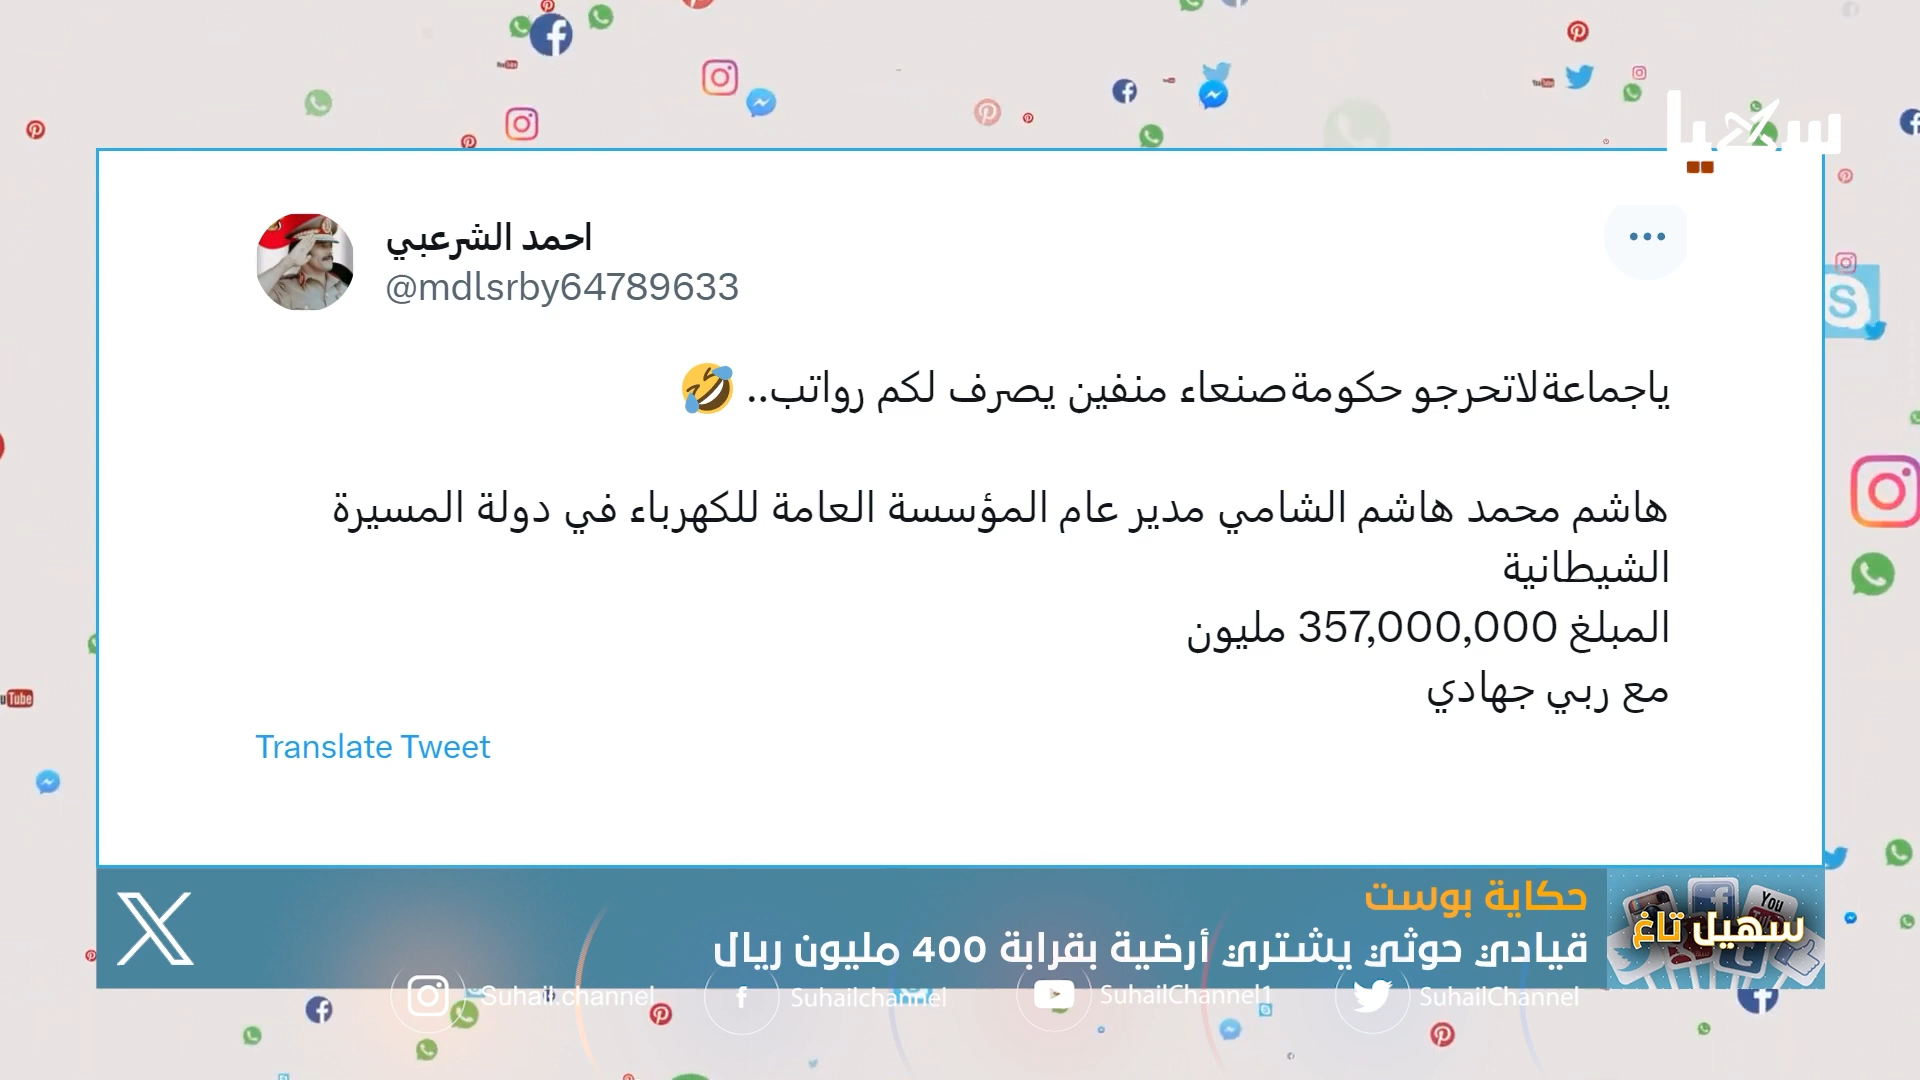 سهيل
احمد الشرعبي
@mdlsrby64789633
ياجماعةلاتحرجو حكومةصنعاء منفين يصرف لكم رواتب.. 🤣
هاشم محمد هاشم الشامي مدير عام المؤسسة العامة للكهرباء في دولة المسيرة
الشيطانية
المبلغ 357,000,000 مليون
مع ربي جهادي
Translate Tweet
حكاية بوست
قيادي حوثي يشتري أرضية بقرابة 400 مليون ريال
سهيل تاغ
Suhail.channel
Suhailchannel
SuhailChannel1
SuhailChannel